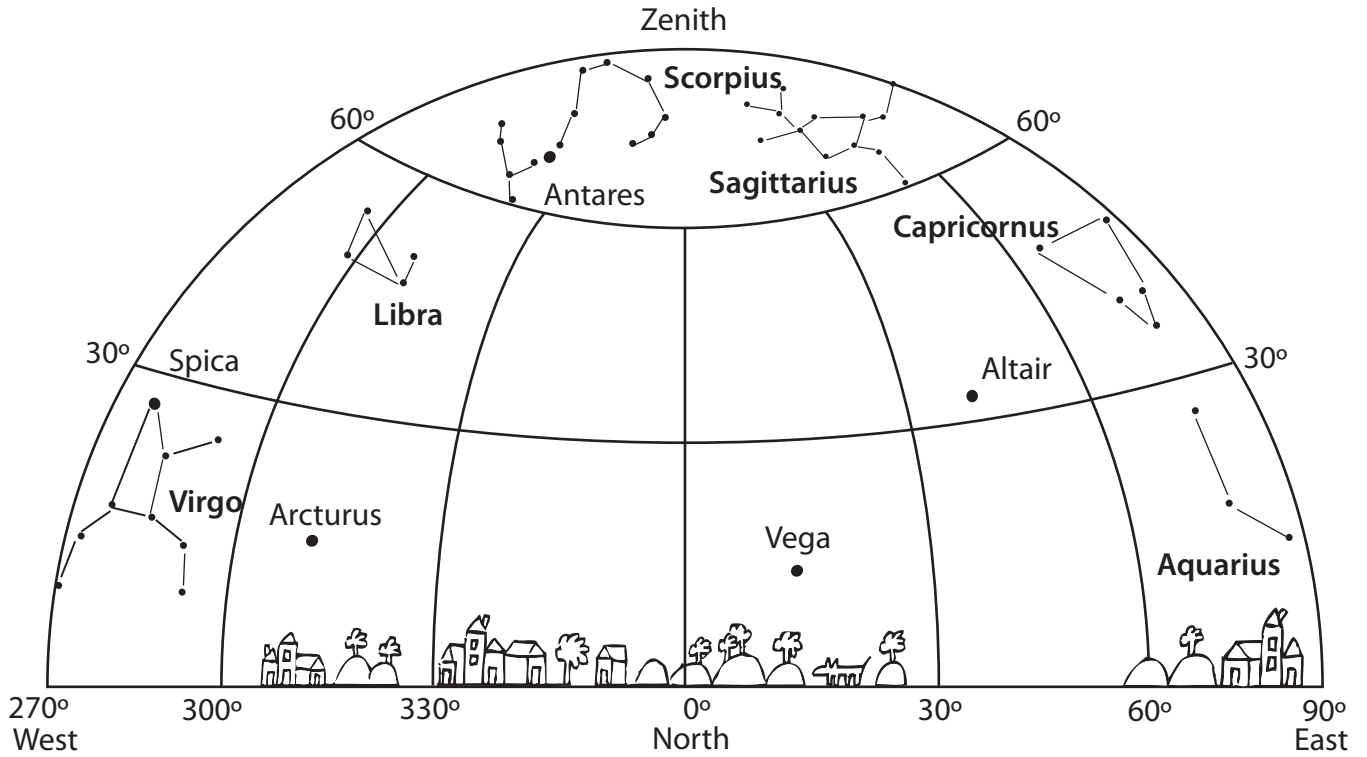 Zenith
Scorpius
60º
60º
Sagittarius
Antares
Capricornus
Libra
30º
Spica
30º
Altair
Virgo
Arcturus
Vega
Aquarius
270º
300º
330º
0º
30º
60º
90º
West
North
East